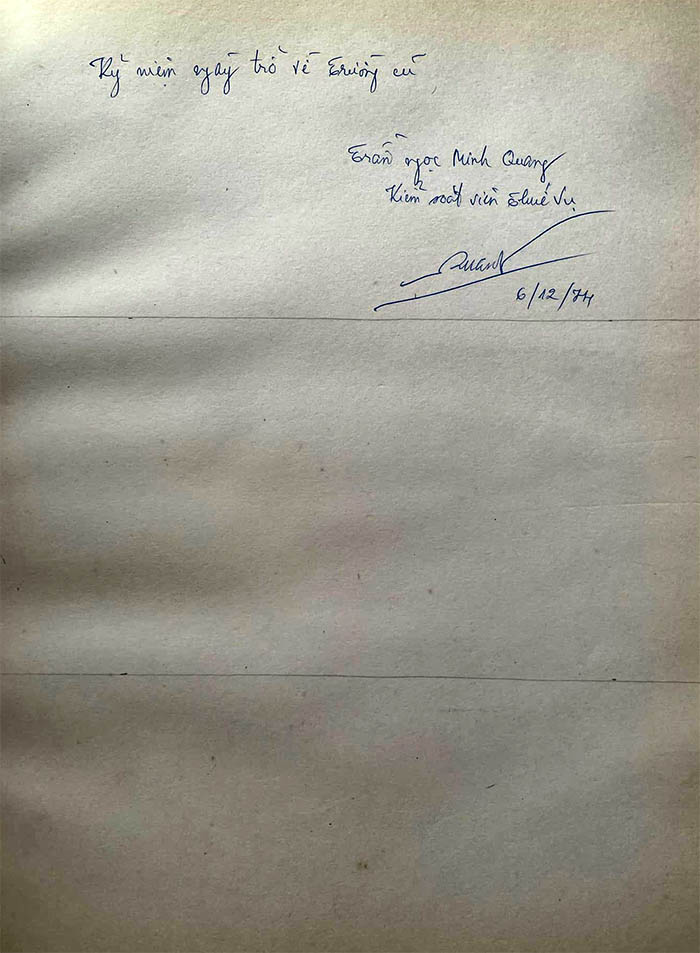 Kỷ niệm ngày trở về Trường cũ
Trần Ngọc Minh Quang
Kiểm soát viên Thuế Vụ
Quang
6/12/74